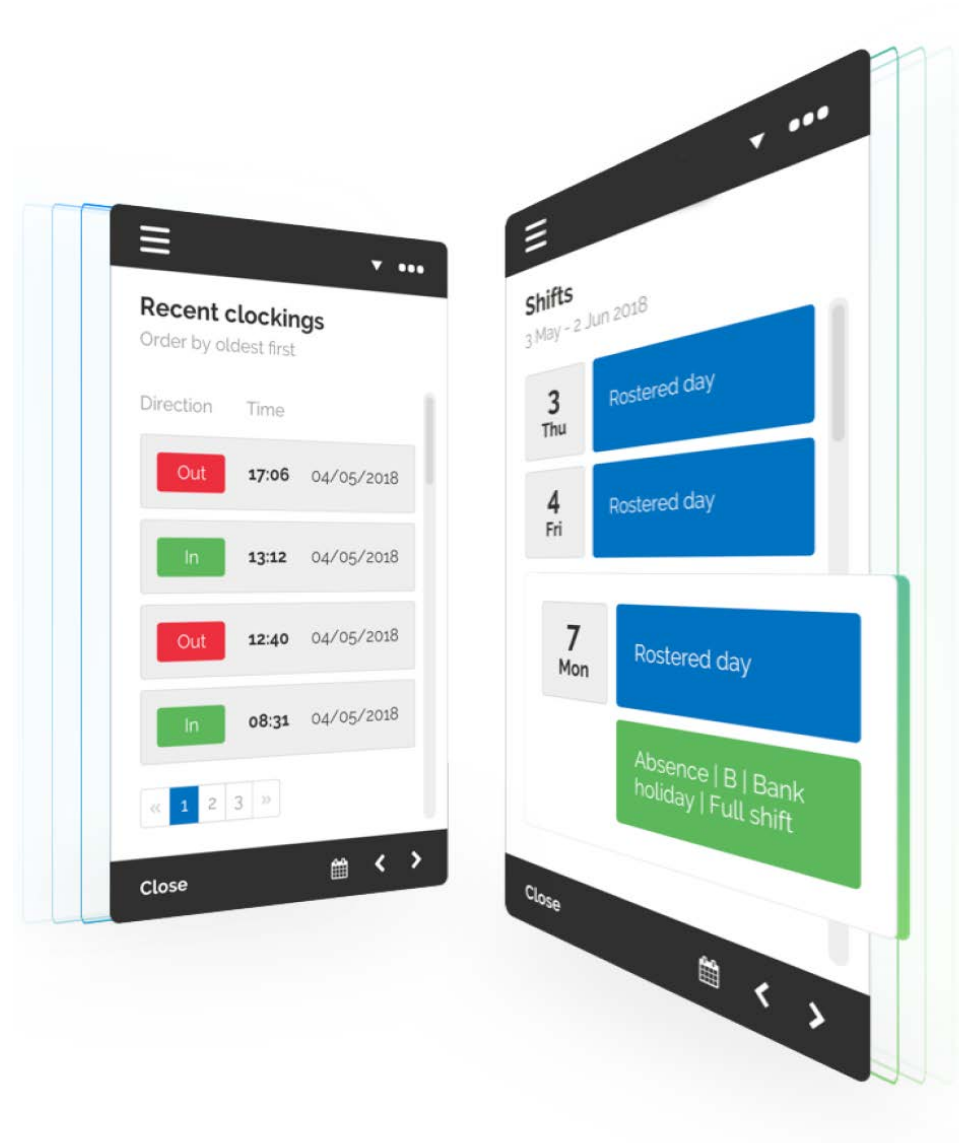 Recent clockings
Order by oldest first
Direction Time
Out 17:06 04/05/2018
In 13:12 04/05/2018
Out 12:40 04/05/2018
In 08:31 04/05/2018
« 1 2 3 »
Close
Shifts
3 May - 2 Jun 2018
3
Thu
Rostered day
4
Fri
Rostered day
7
Mon
Rostered day
Absence | B | Bank
holiday | Full shift
Close